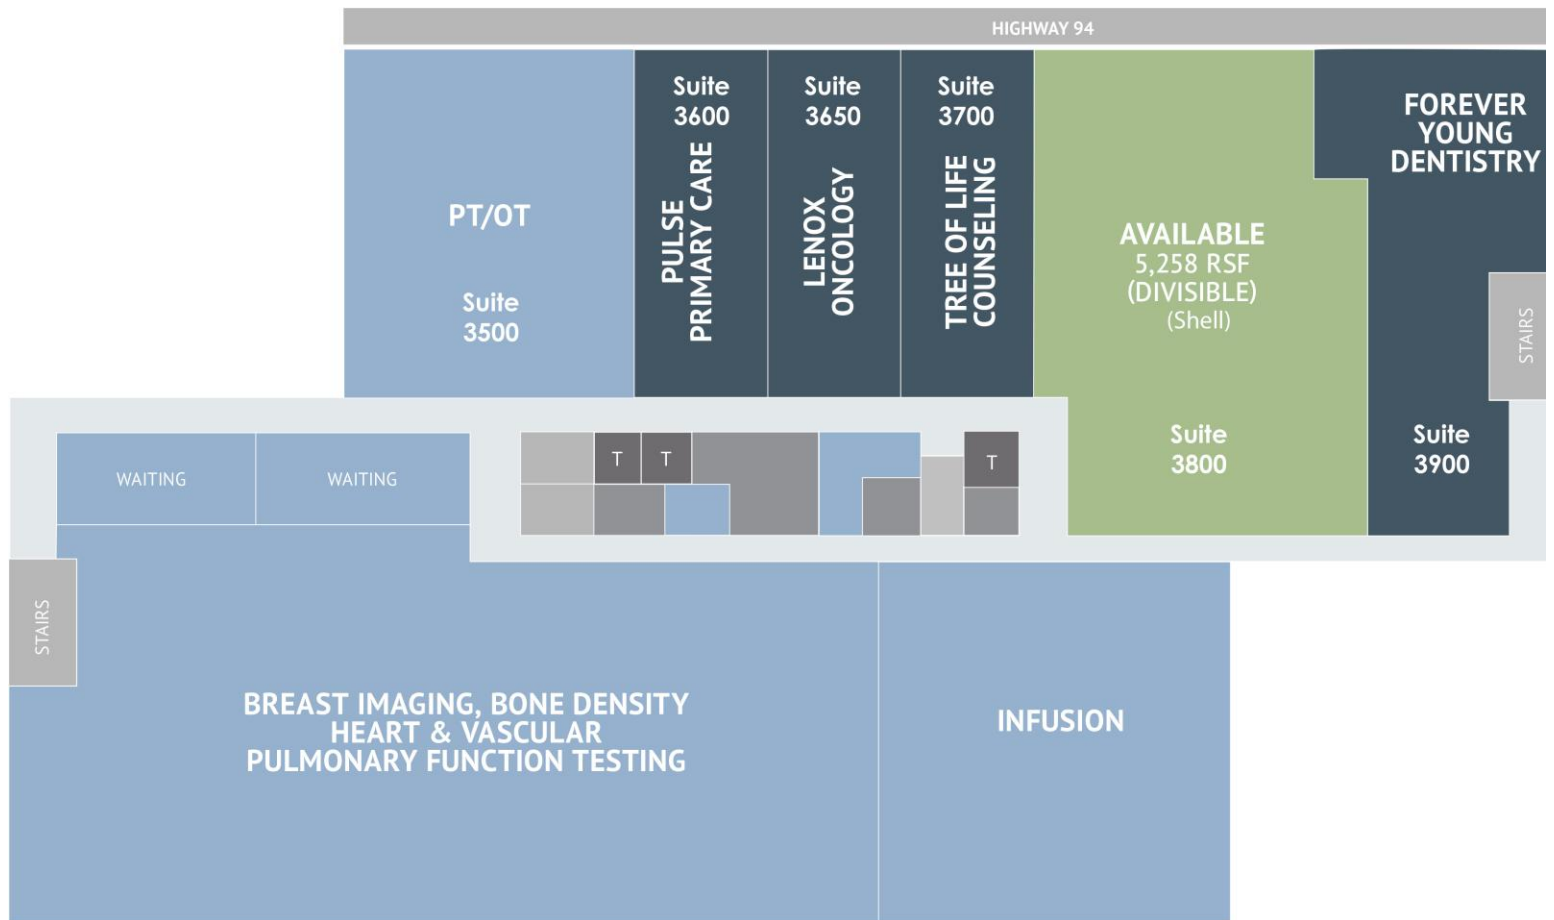 HIGHWAY 94
PT/OT
Suite
3500
Suite
3600
PULSE
PRIMARY CARE
Suite
3650
LENOX
ONCOLOGY
Suite
3700
TREE OF LIFE
COUNSELING
AVAILABLE
5,258 RSF
(DIVISIBLE)
(Shell)
Suite
3800
FOREVER
YOUNG
DENTISTRY
STAIRS
Suite
3900
WAITING
WAITING
T
T
T
STAIRS
BREAST IMAGING, BONE DENSITY
HEART & VASCULAR
PULMONARY FUNCTION TESTING
INFUSION